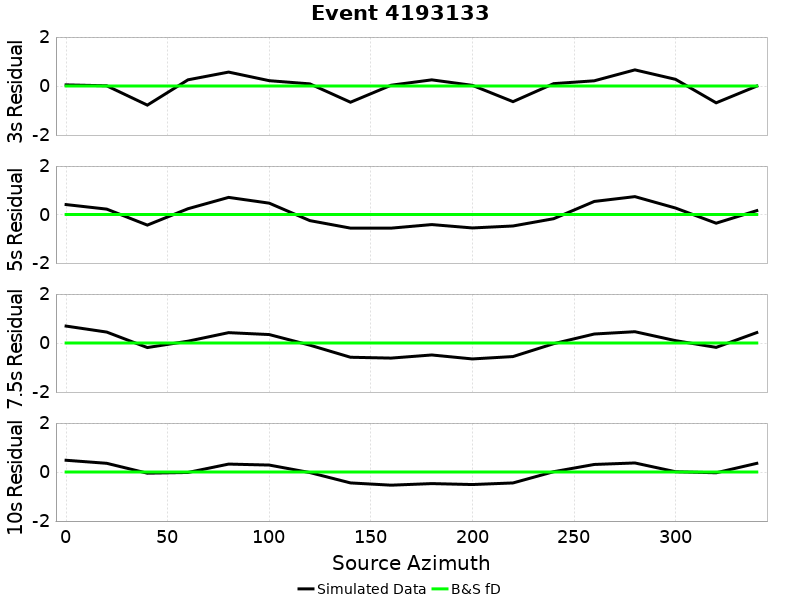 Event 4193133
3s Residual
2
0
-2
5s Residual
2
0
-2
7.5s Residual
2
0
-2
10s Residual
2
0
-2
0 50 100 150 200 250 300
Source Azimuth
Simulated Data B&S fD